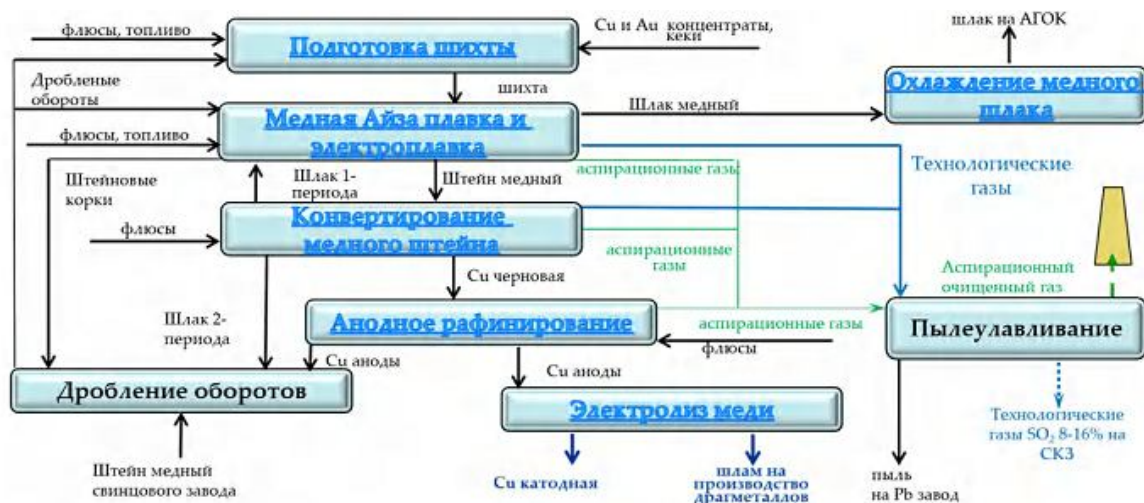 шлак на АГОК
флюсы, топливо
Подготовка шихты
Cu и Au концентраты,
кеки
Дробленые
обороты
шихта
Охлаждение медного
шлака
Медная Айза плавка и
электроплавка
Шлак медный
флюсы, топливо
Штейновые
корки
Шлак 1-
периода
Штейн медный
аспирационные газы
Технологические
газы
Конвертирование
медного штейна
флюсы
аспирационные
газы
Cu черновая
Аспирационный
очищенный газ
Шлак 2-
периода
Анодное рафинирование
аспирационные газы
Пылеулавливание
флюсы
Cu аноды
Cu аноды
Дробление оборотов
Электролиз меди
Технологические
газы SO₂ 8-16% на
СКЗ
Штейн медный
свинцового завода
Cu катодная
шлам на
производство
драгметаллов
пыль
на Pb завод